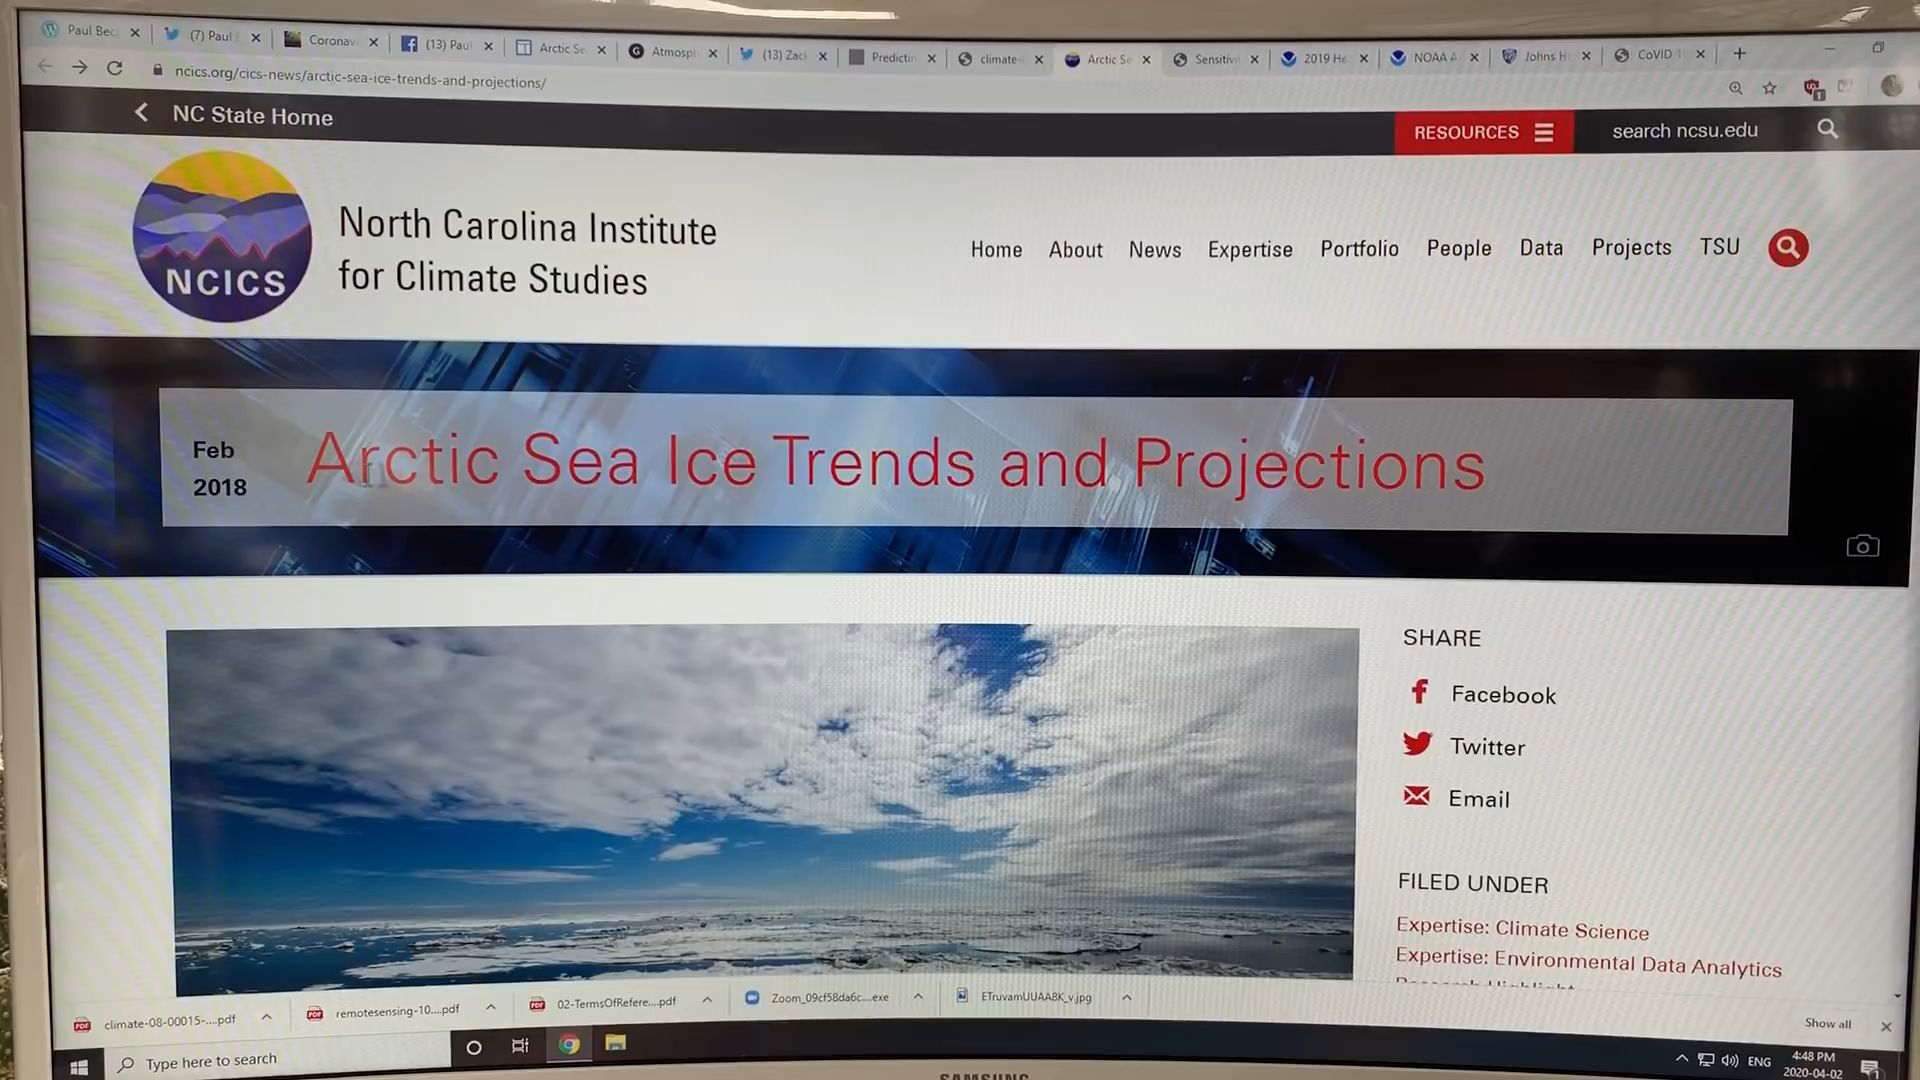 Paul Bec
(7) Paul
Corona
(13) Paul
Arctic Se
Atmosp
(13) Zac
Predictin
climate-
Arctic Se
Sensitivi
2019 He
NOAA A
Johns H
CoVID 1
ncics.org/cics-news/arctic-sea-ice-trends-and-projections/
NC State Home
RESOURCES
search ncsu.edu
NCICS
North Carolina Institute
for Climate Studies
Home About News Expertise Portfolio People Data Projects TSU
Feb
2018
Arctic Sea Ice Trends and Projections
SHARE
Facebook
Twitter
Email
FILED UNDER
Expertise: Climate Science
Expertise: Environmental Data Analytics
climate-08-00015-....pdf
remotesensing-10....pdf
02-TermsOfRefere....pdf
Zoom_09cf58da6c....exe
ETruvamUUAA8K_v.jpg
Show all
Type here to search
ENG
4:48 PM
2020-04-02
SAMSUNG